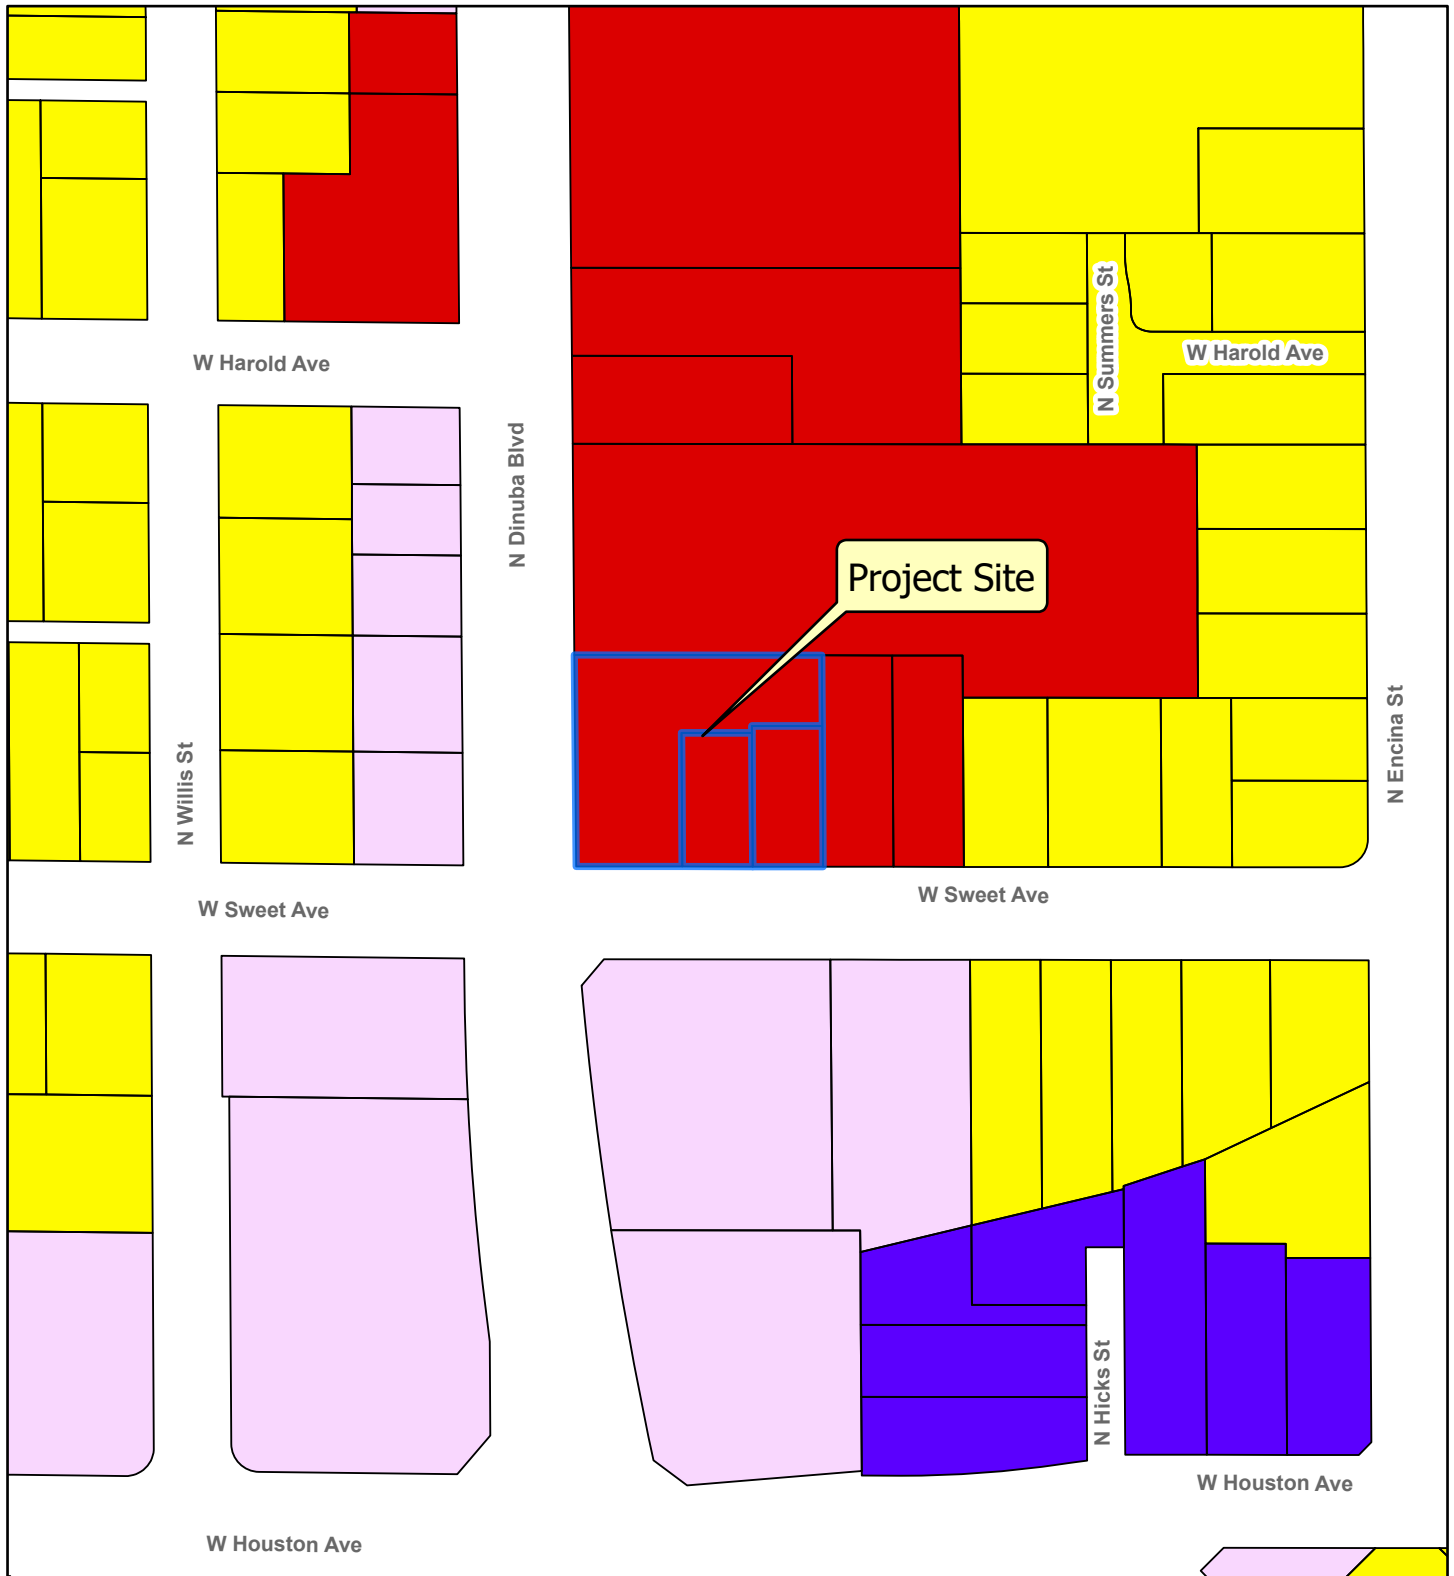 N Summers St
W Harold Ave
W Harold Ave
N Dinuba Blvd
Project Site
N Willis St
N Encina St
W Sweet Ave
W Sweet Ave
N Hicks St
W Houston Ave
W Houston Ave